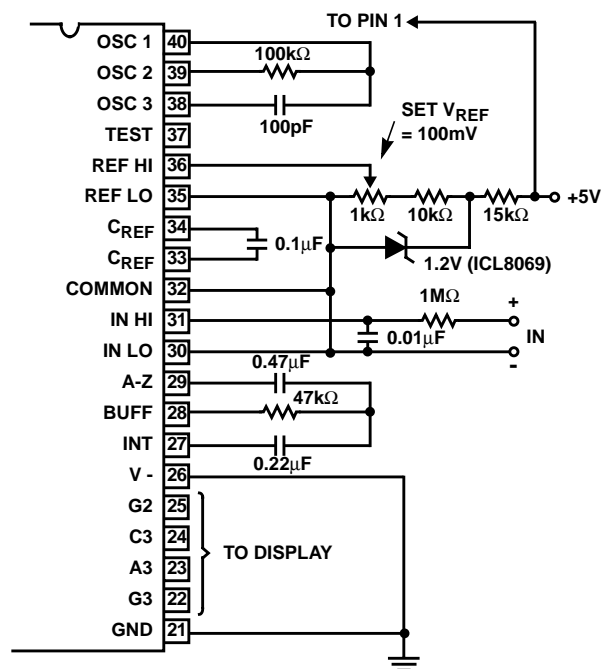 TO PIN 1
OSC 1 40
100kΩ
OSC 2 39
OSC 3 38
100pF
SET VREF
= 100mV
TEST 37
REF HI 36
REF LO 35
1kΩ 10kΩ 15kΩ +5V
CREF 34
0.1μF
CREF 33
1.2V (ICL8069)
COMMON 32
1MΩ
IN HI 31 +
0.01μF IN
IN LO 30 -
0.47μF
A-Z 29
47kΩ
BUFF 28
INT 27
0.22μF
V - 26
G2 25
C3 24
TO DISPLAY
A3 23
G3 22
GND 21